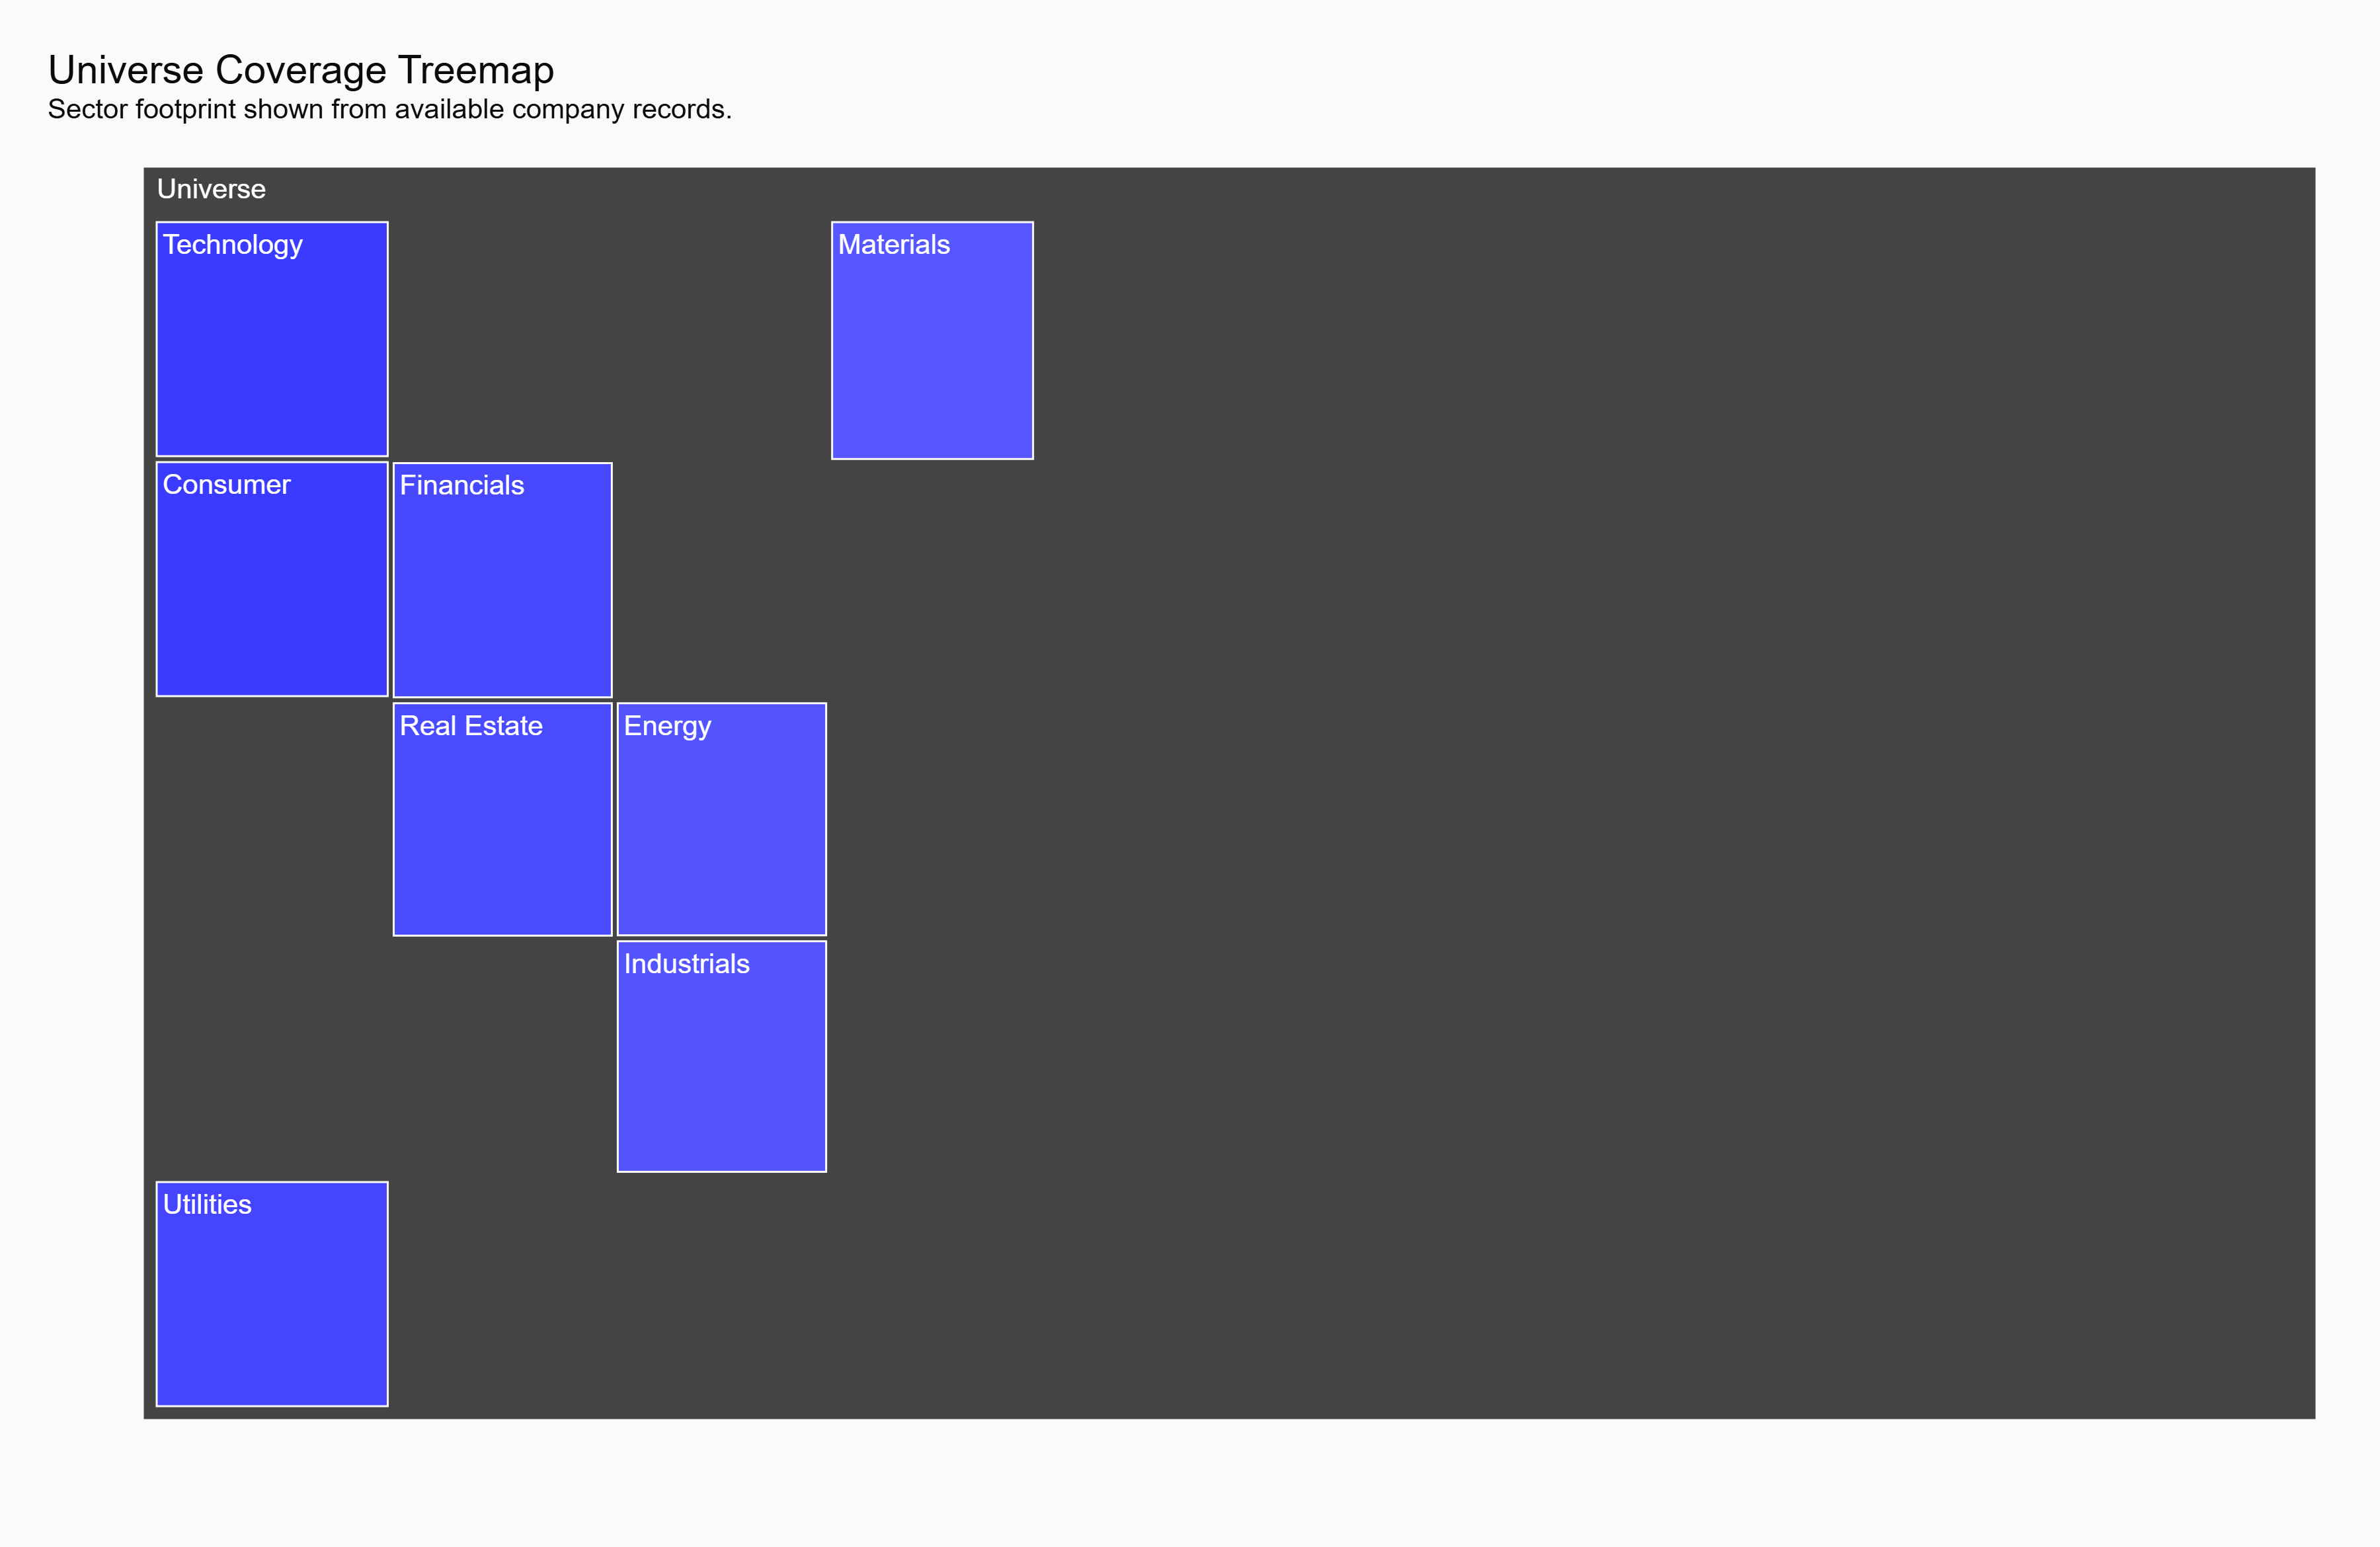 Universe Coverage Treemap
Sector footprint shown from available company records.
Universe
Technology
Materials
Consumer
Financials
Real Estate
Energy
Industrials
Utilities